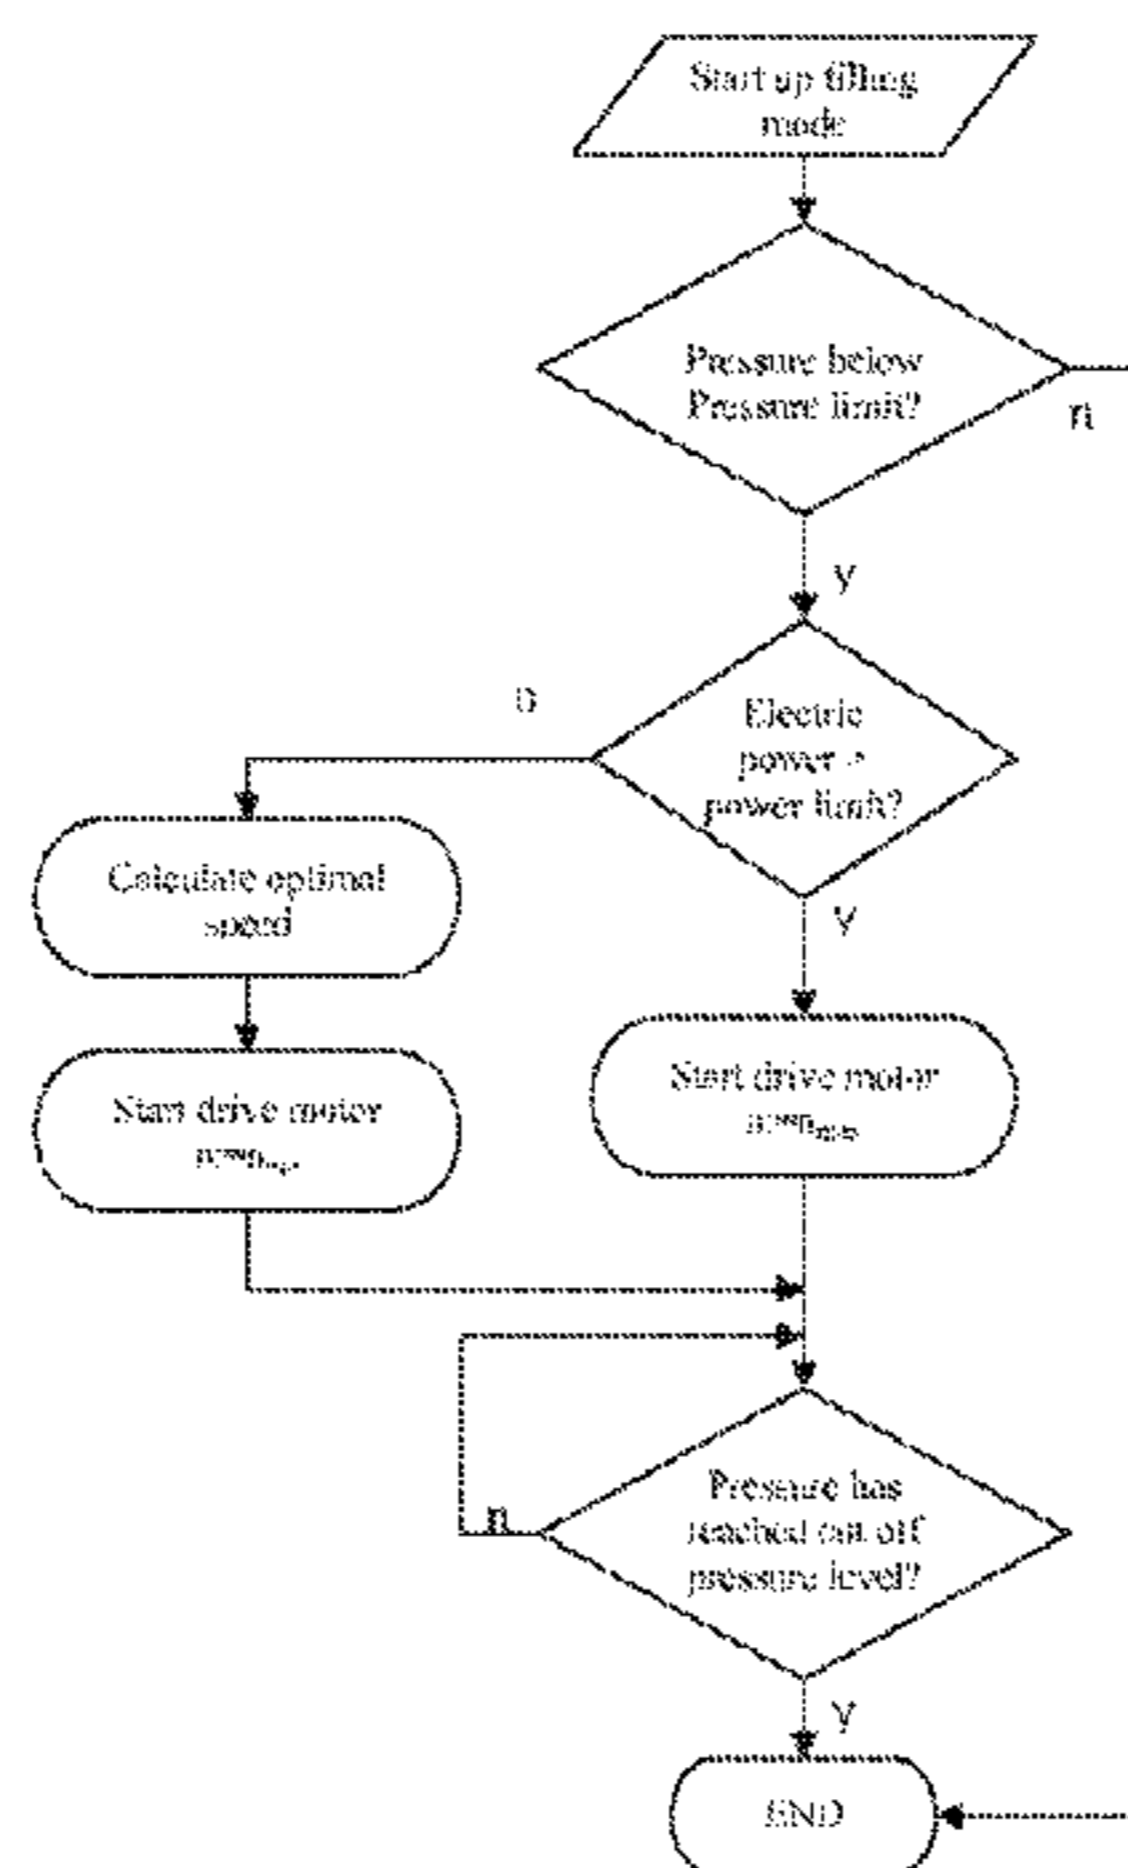 Start up filling
mode
Pressure below
Pressure limit?
n
y
n
Electric
power >
power limit?
y
Calculate optimal
speed
Start drive motor
Start drive motor
Pressure has
reached cut off
pressure level?
n
y
END